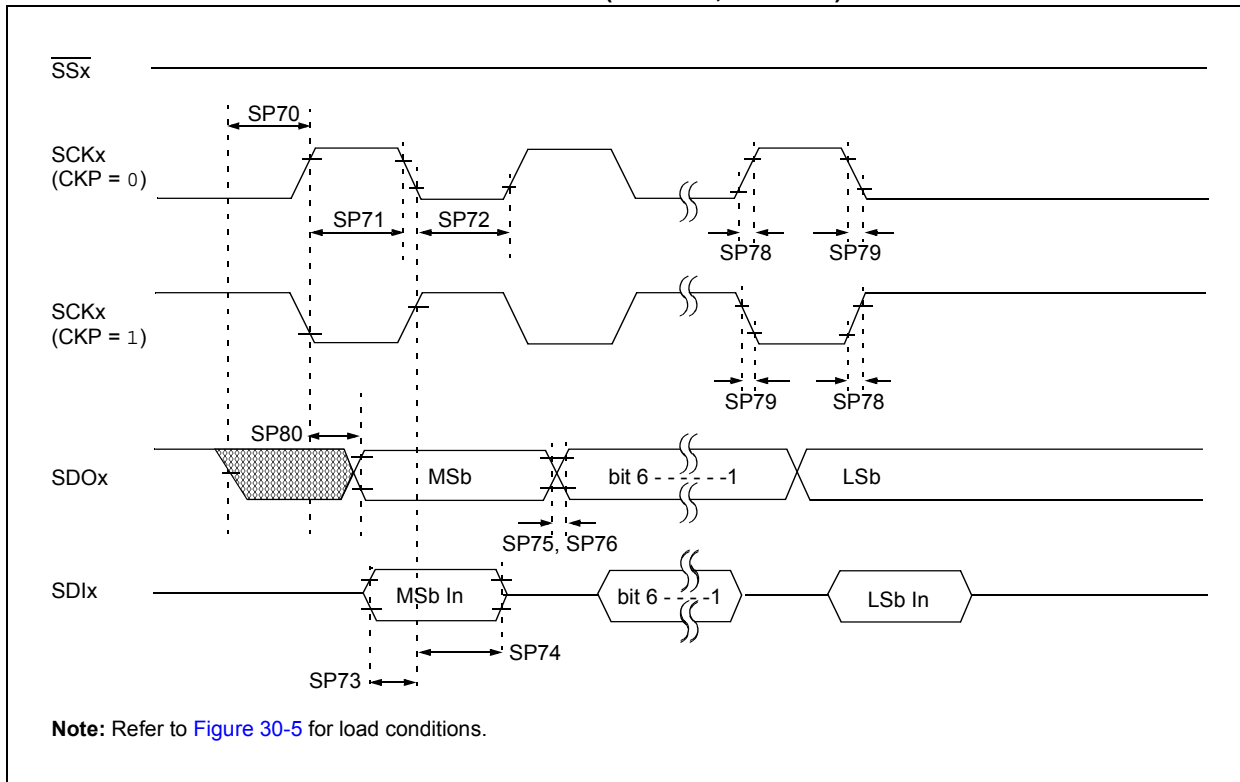 SSx
SP70
SCKx
(CKP = 0)
SP71
SP72
SP78
SP79
SCKx
(CKP = 1)
SP79
SP78
SP80
SDOx
MSb
bit 6 - - - - - -1
LSb
SP75, SP76
SDIx
MSb In
bit 6 - - - - -1
LSb In
SP74
SP73
Note: Refer to Figure 30-5 for load conditions.